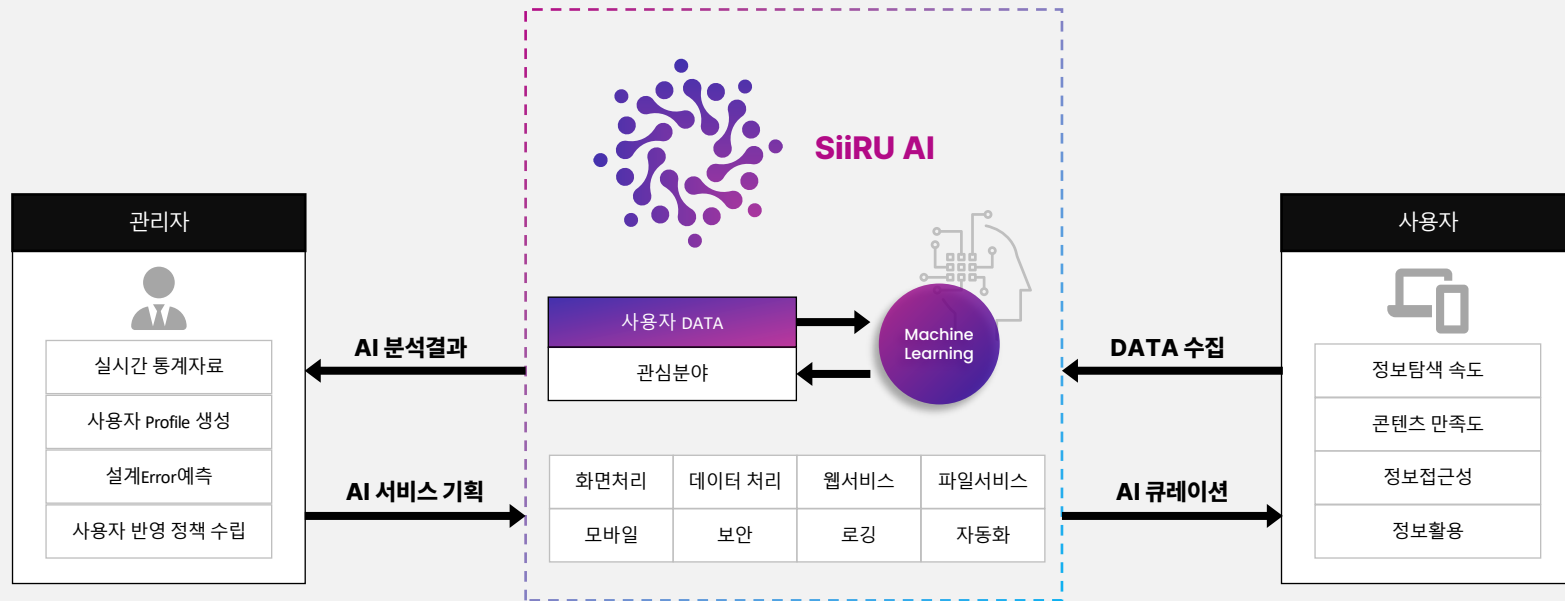 SiiRU AI
관리자
실시간 통계자료
사용자 Profile 생성
설계Error예측
사용자 반영 정책 수립
AI 분석결과
AI 서비스 기획
사용자 DATA
관심분야
Machine
Learning
화면처리 데이터 처리 웹서비스 파일서비스
모바일 보안 로깅 자동화
DATA 수집
AI 큐레이션
사용자
정보탐색 속도
콘텐츠 만족도
정보접근성
정보활용